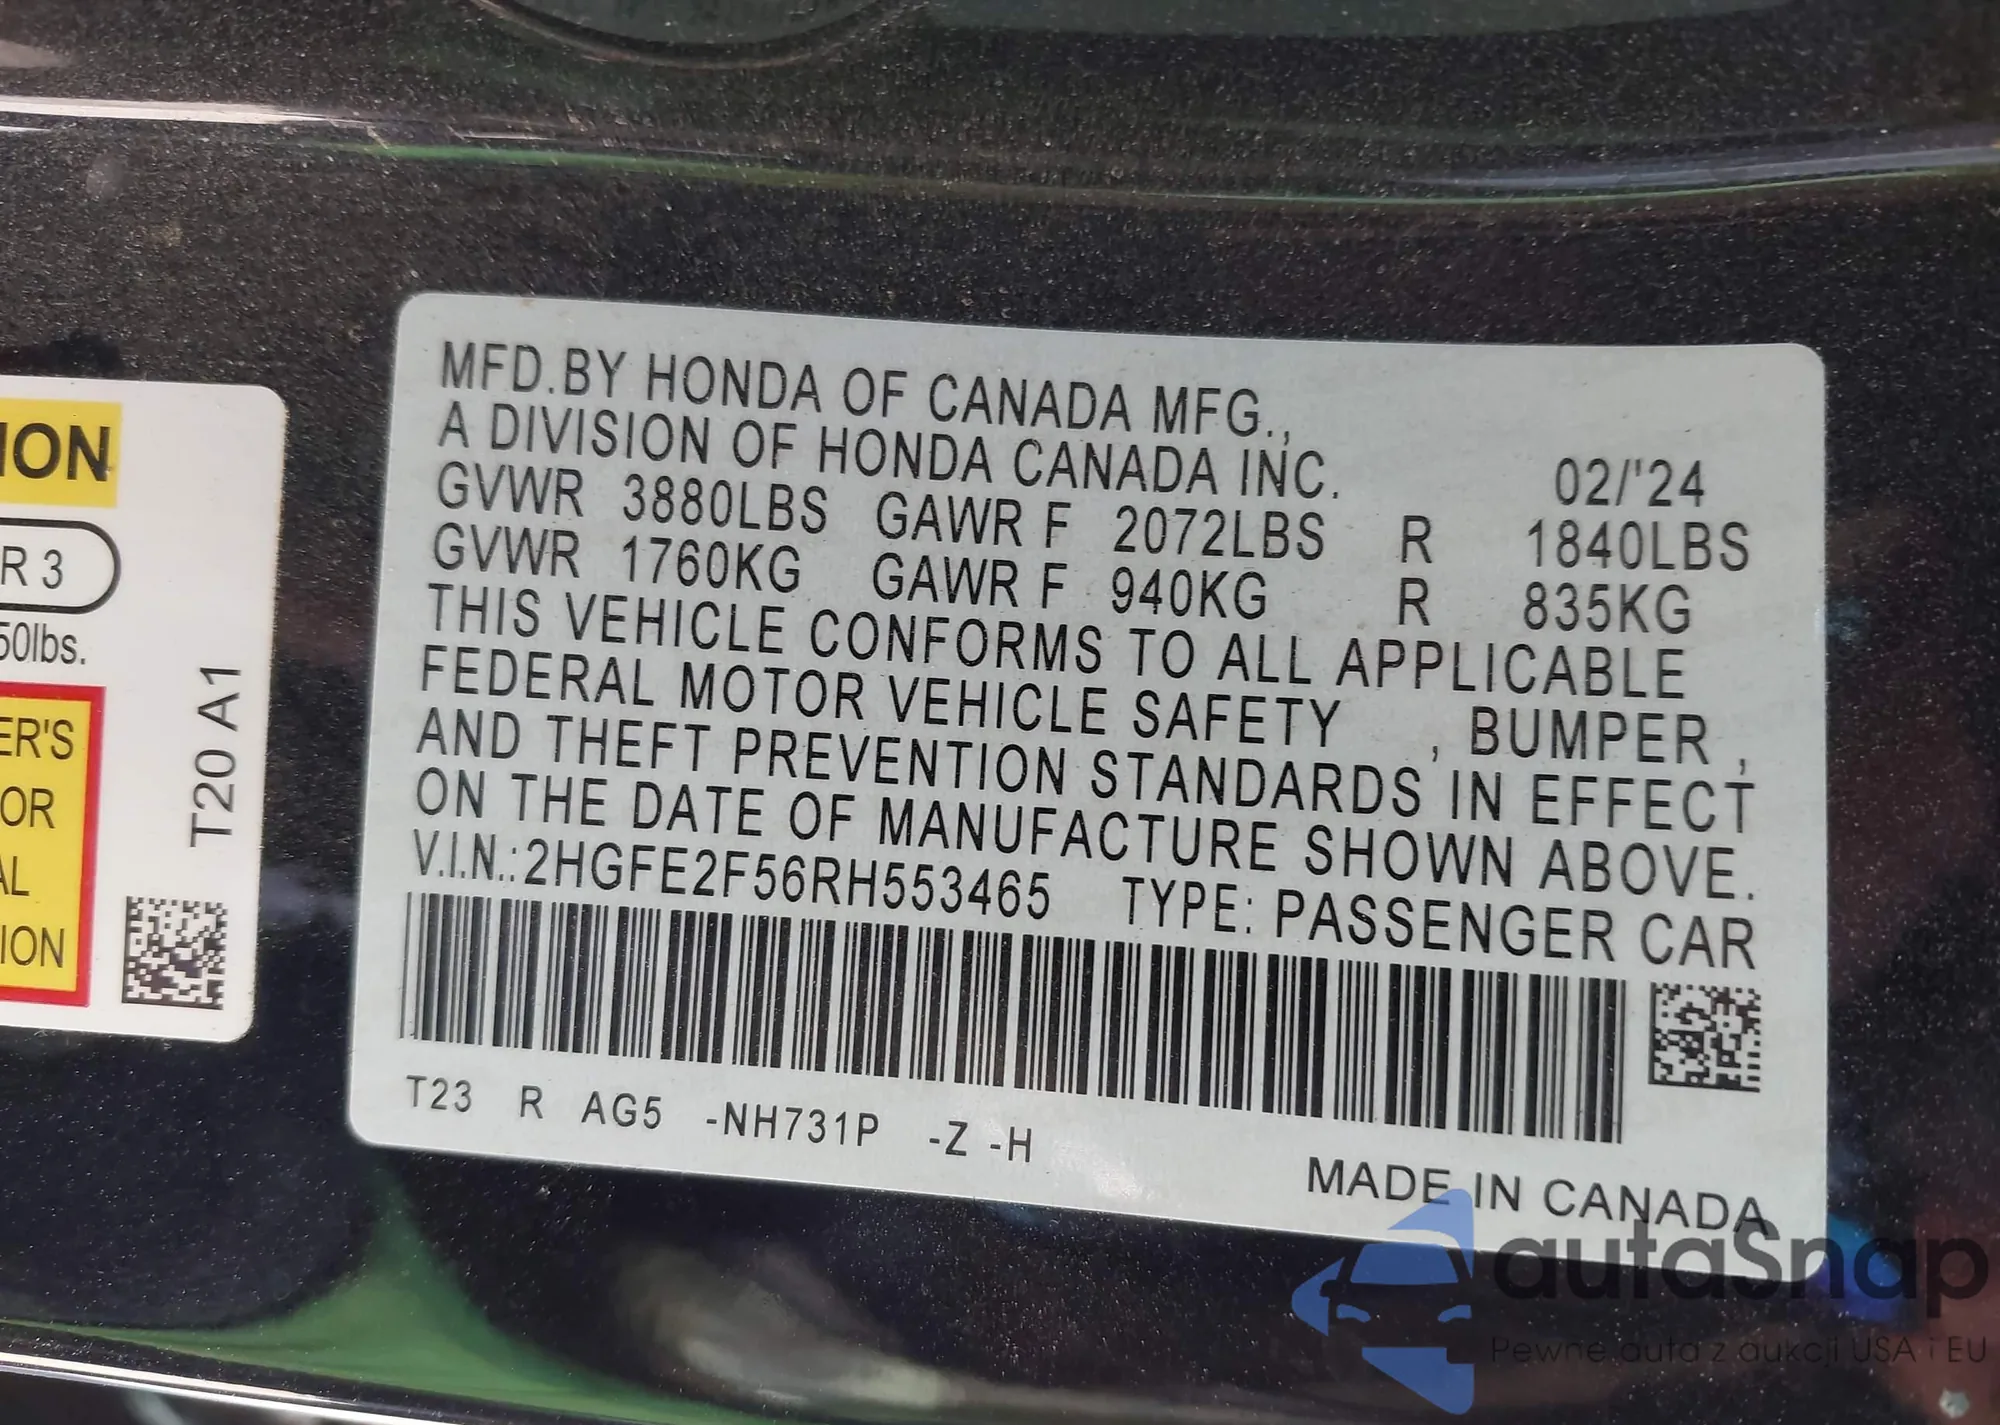 ION
R 3
50lbs.
ER'S
OR
AL
ION
T20 A1
MFD.BY HONDA OF CANADA MFG.,
A DIVISION OF HONDA CANADA INC. 02/'24
GVWR 3880LBS GAWR F 2072LBS R 1840LBS
GVWR 1760KG GAWR F 940KG R 835KG
THIS VEHICLE CONFORMS TO ALL APPLICABLE
FEDERAL MOTOR VEHICLE SAFETY , BUMPER ,
AND THEFT PREVENTION STANDARDS IN EFFECT
ON THE DATE OF MANUFACTURE SHOWN ABOVE.
V.I.N.:2HGFE2F56RH553465 TYPE: PASSENGER CAR
T23 R AG5 -NH731P -Z -H
MADE IN CANADA
autaSnap
Pewne auta z aukcji USA i EU